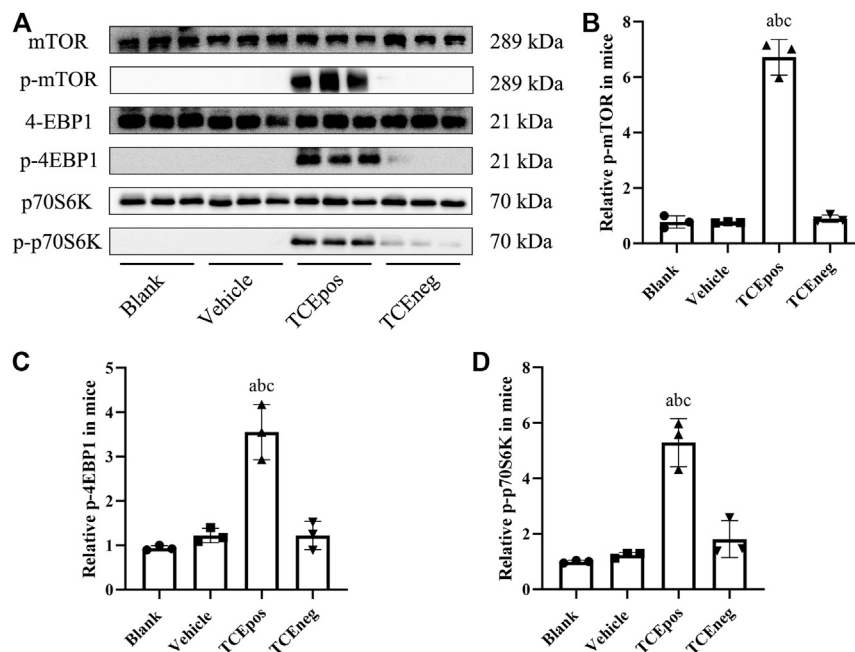 A
mTOR 289 kDa
p-mTOR 289 kDa
4-EBP1 21 kDa
p-4EBP1 21 kDa
p70S6K 70 kDa
p-p70S6K 70 kDa
Blank Vehicle TCEpos TCEneg
B
Relative p-mTOR in mice
8
6
4
2
0
abc
Blank Vehicle TCEpos TCEneg
C
Relative p-4EBP1 in mice
5
4
3
2
1
0
abc
Blank Vehicle TCEpos TCEneg
D
Relative p-p70S6K in mice
8
6
4
2
0
abc
Blank Vehicle TCEpos TCEneg